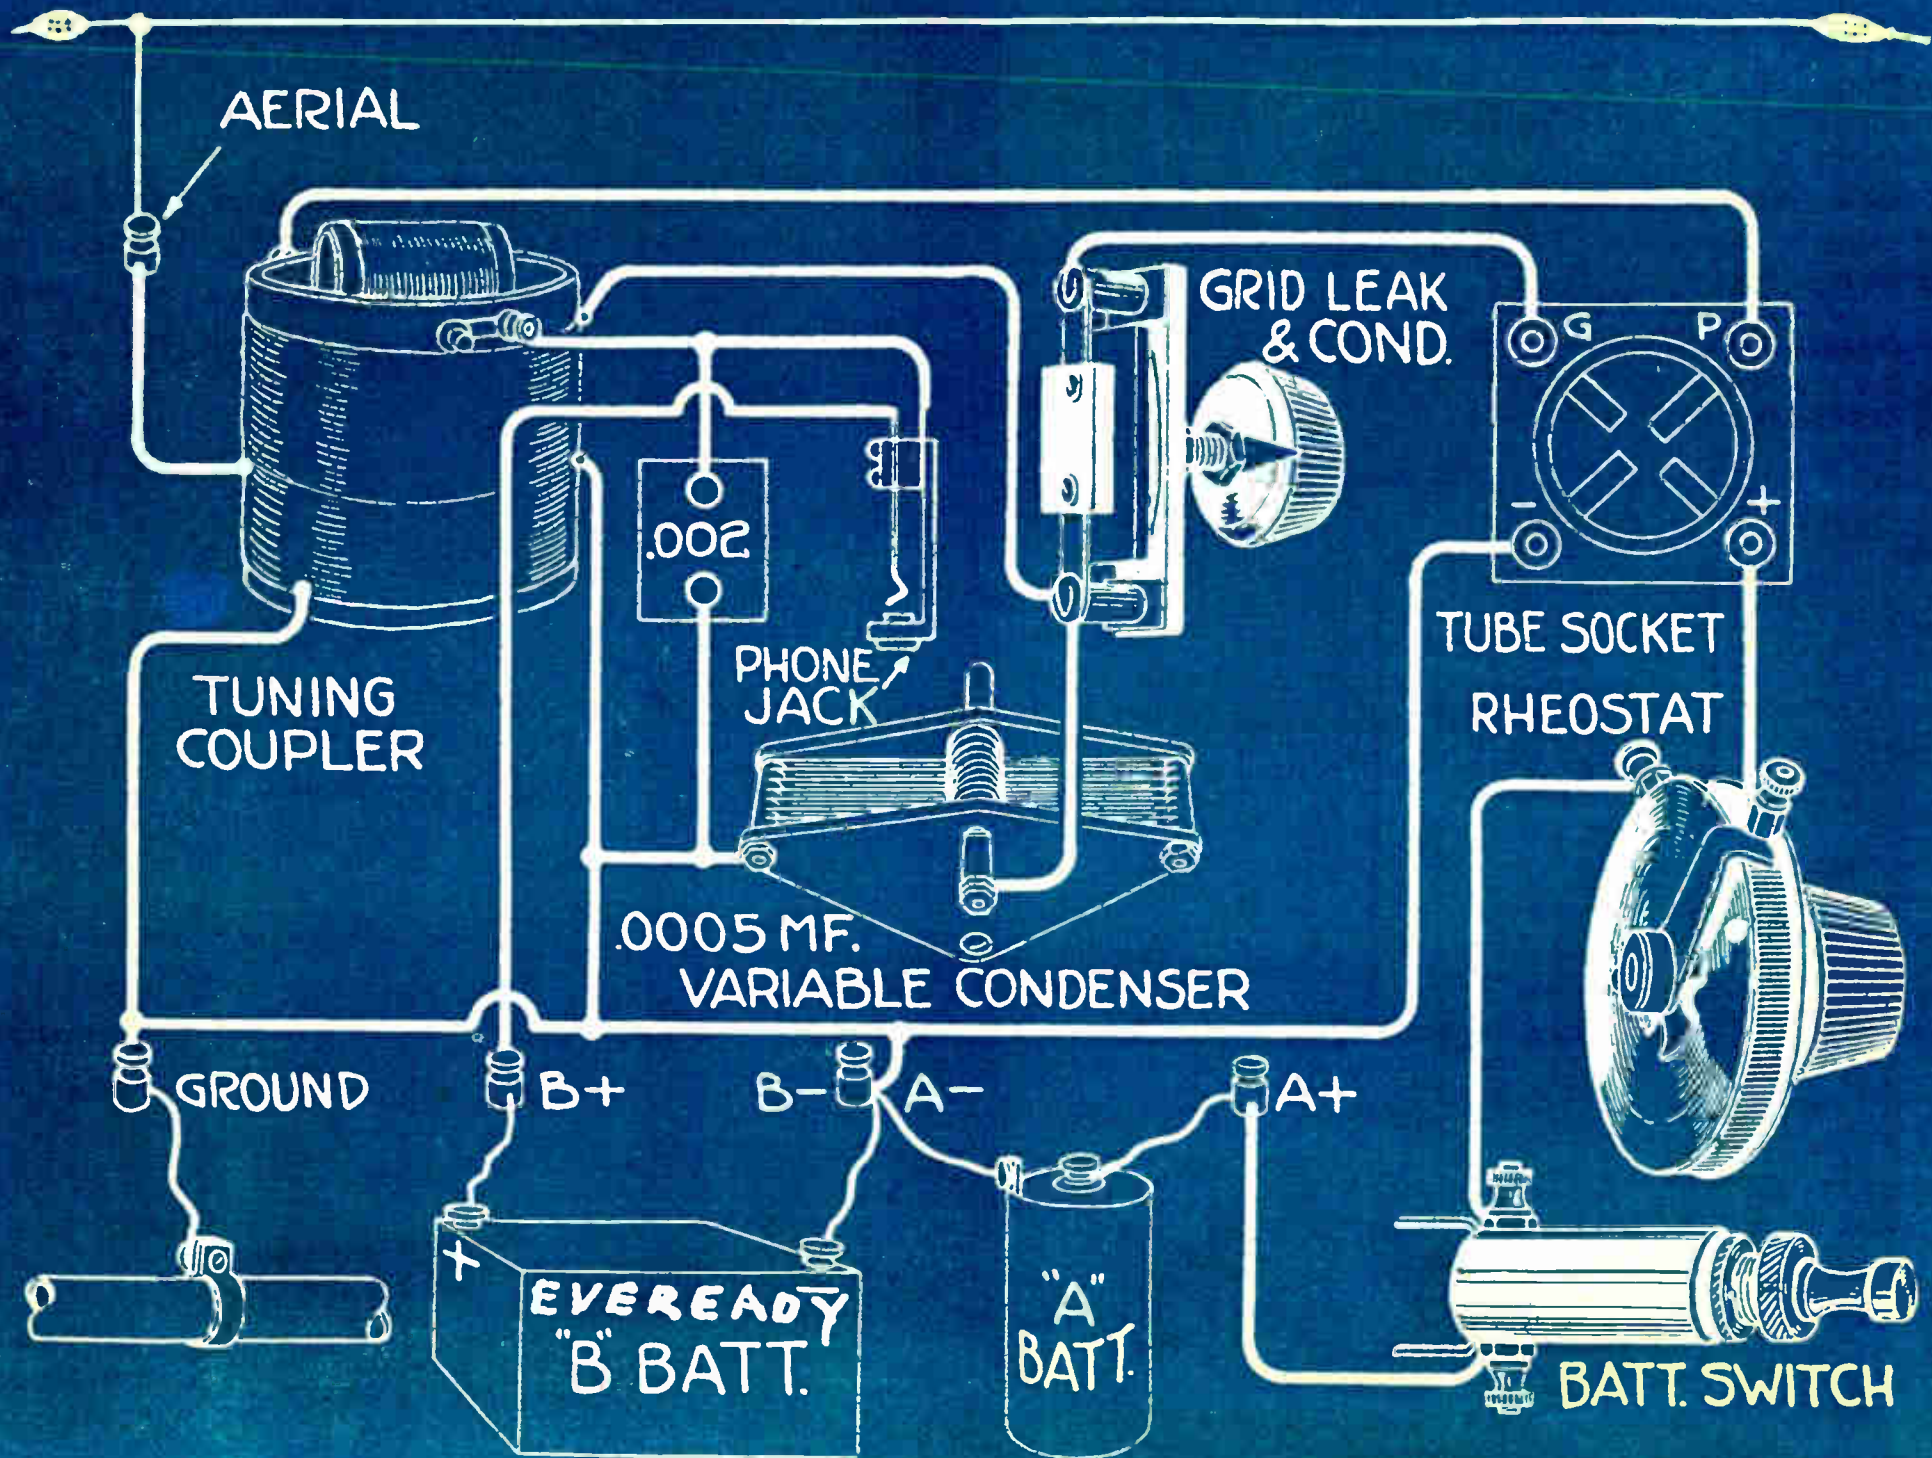 AERIAL
GRID LEAK
& COND.
G P
.002
- +
TUBE SOCKET
PHONE
JACK
TUNING
COUPLER
RHEOSTAT
.0005 MF.
VARIABLE CONDENSER
GROUND
B+
B-
A-
A+
+
-
EVEREADY
"B" BATT.
"A"
BATT.
BATT. SWITCH